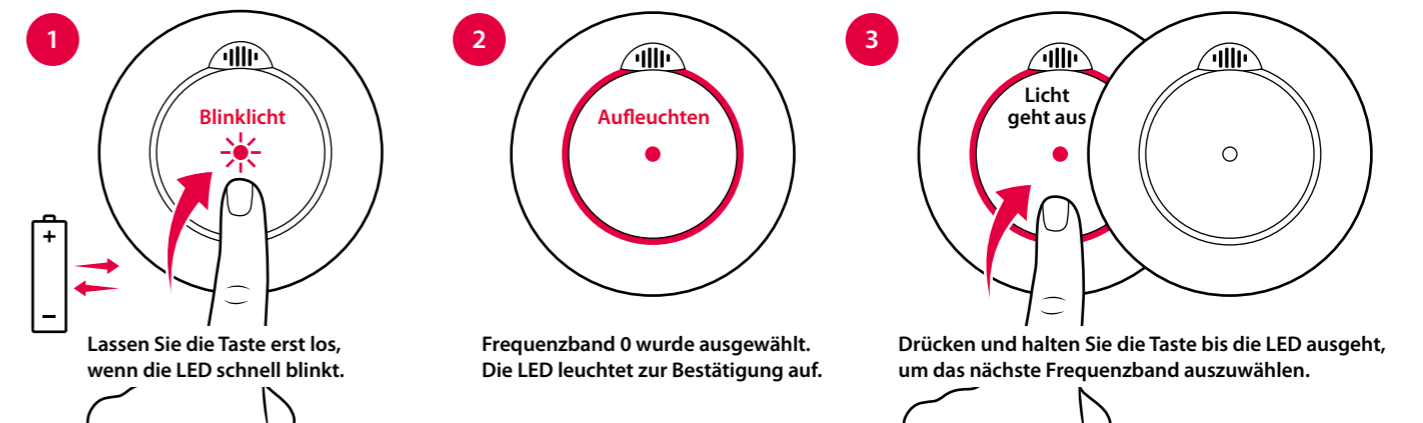 1
Blinklicht
+
–
Lassen Sie die Taste erst los,
wenn die LED schnell blinkt.
2
Aufleuchten
Frequenzband 0 wurde ausgewählt.
Die LED leuchtet zur Bestätigung auf.
3
Licht
geht aus
Drücken und halten Sie die Taste bis die LED ausgeht,
um das nächste Frequenzband auszuwählen.